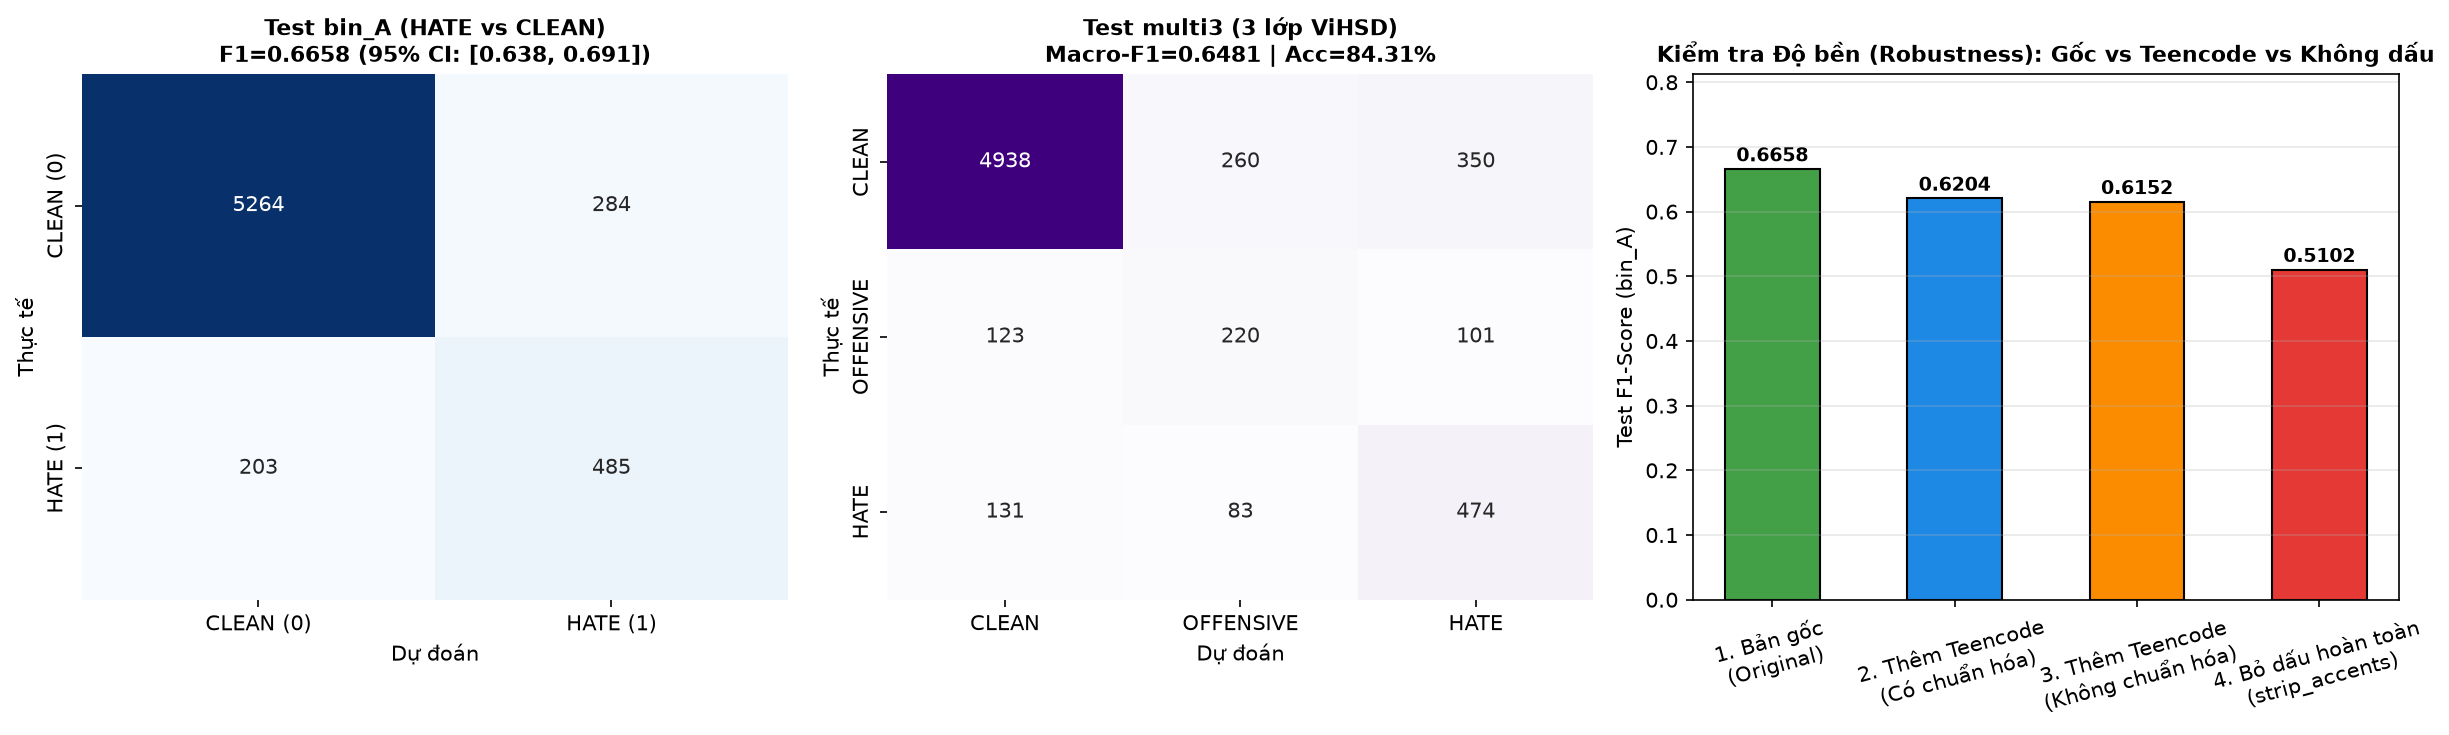 Test bin_A (HATE vs CLEAN)
F1=0.6658 (95% CI: [0.638, 0.691])
Thực tế
CLEAN (0)
HATE (1)
5264
284
203
485
CLEAN (0)
HATE (1)
Dự đoán
Test multi3 (3 lớp ViHSD)
Macro-F1=0.6481 | Acc=84.31%
Thực tế
CLEAN
OFFENSIVE
HATE
4938
260
350
123
220
101
131
83
474
CLEAN
OFFENSIVE
HATE
Dự đoán
Kiểm tra Độ bền (Robustness): Gốc vs Teencode vs Không dấu
Test F1-Score (bin_A)
0.8
0.7
0.6
0.5
0.4
0.3
0.2
0.1
0.0
0.6658
0.6204
0.6152
0.5102
1. Bản gốc
(Original)
2. Thêm Teencode
(Có chuẩn hóa)
3. Thêm Teencode
(Không chuẩn hóa)
4. Bỏ dấu hoàn toàn
(strip_accents)